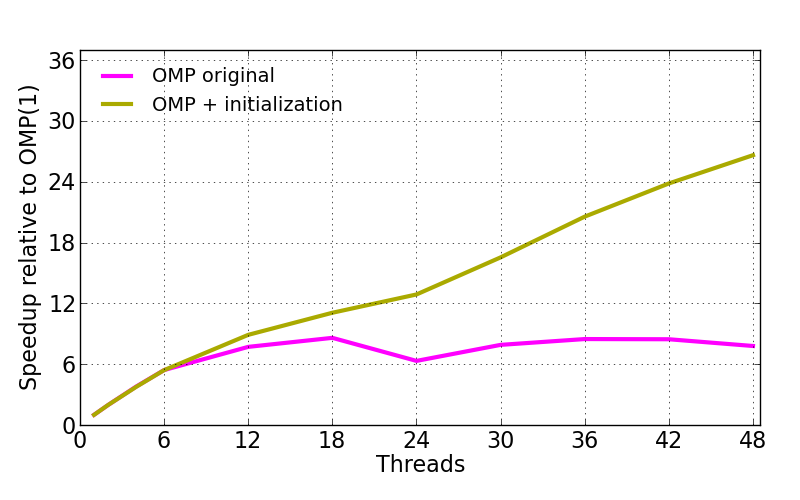 36
30
24
18
12
6
0
Speedup relative to OMP(1)
OMP original
OMP + initialization
0 6 12 18 24 30 36 42 48
Threads